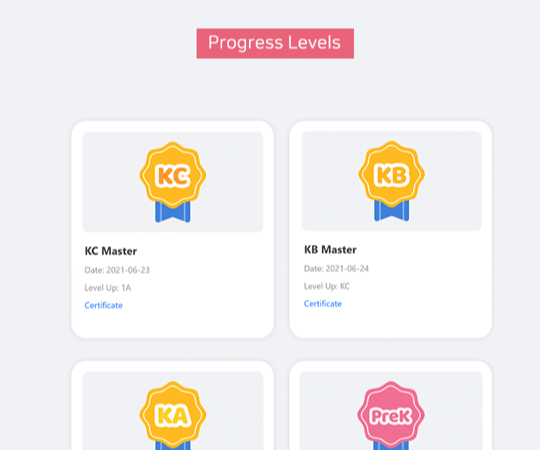 Progress Levels
KC
KB
KC Master
Date: 2021-06-23
Level Up: 1A
Certificate
KB Master
Date: 2021-06-24
Level Up: KC
Certificate
KA
PreK